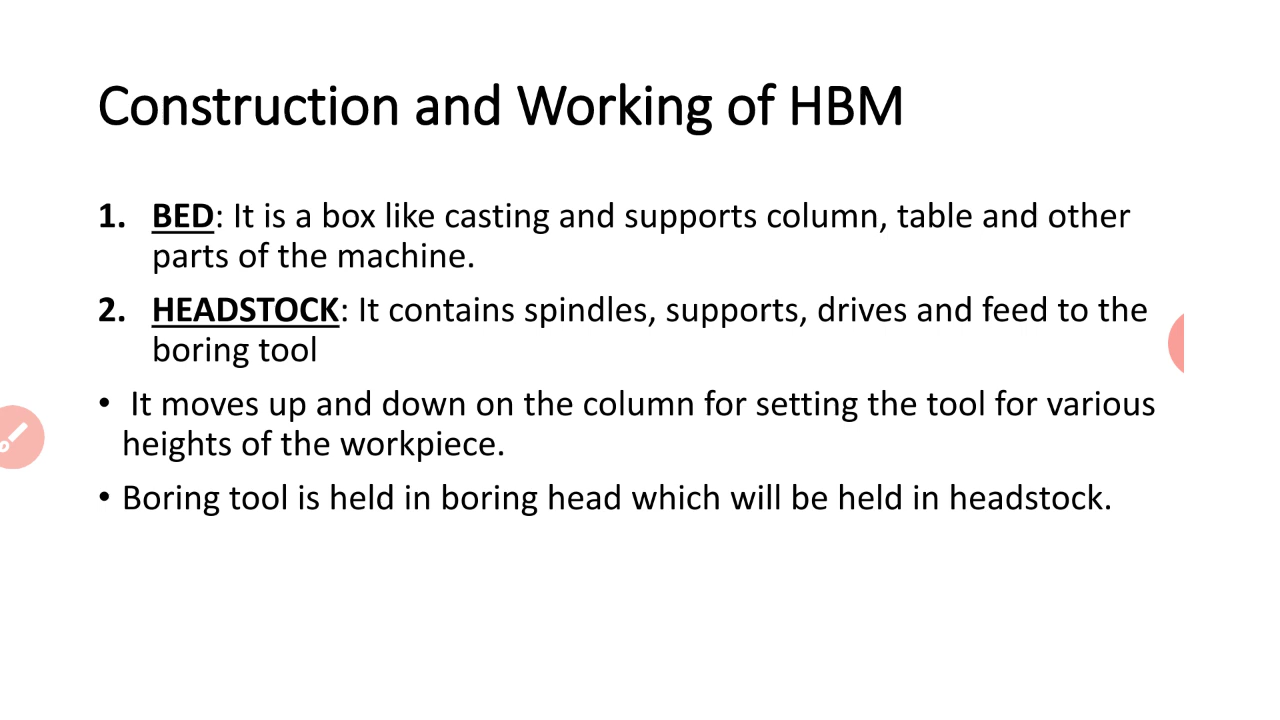 Construction and Working of HBM
1. BED: It is a box like casting and supports column, table and other
parts of the machine.
2. HEADSTOCK: It contains spindles, supports, drives and feed to the
boring tool
• It moves up and down on the column for setting the tool for various
heights of the workpiece.
• Boring tool is held in boring head which will be held in headstock.